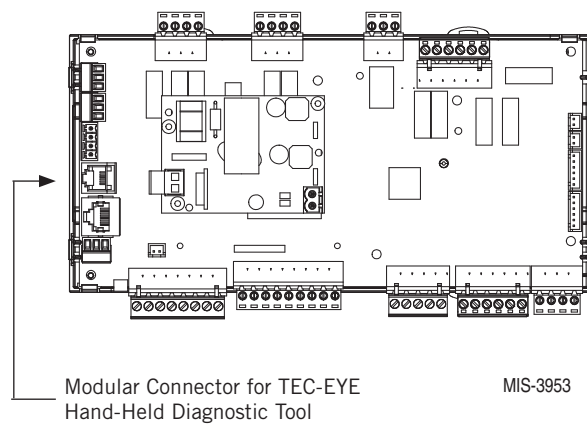 Modular Connector for TEC-EYE
Hand-Held Diagnostic Tool
MIS-3953